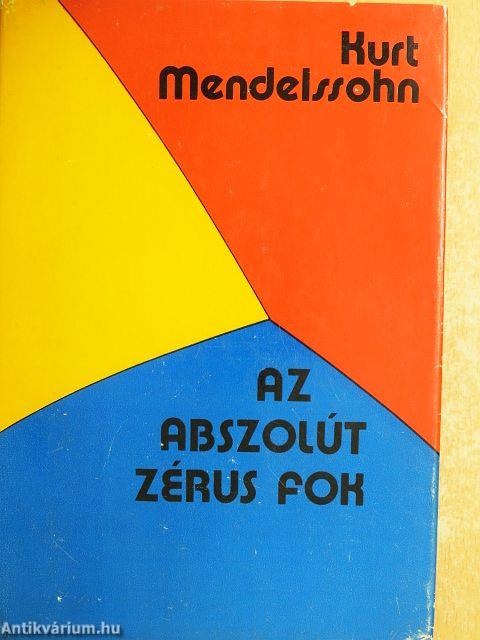 Kurt
Mendelssohn
AZ
ABSZOLÚT
ZÉRUS FOK
Antikvárium.hu